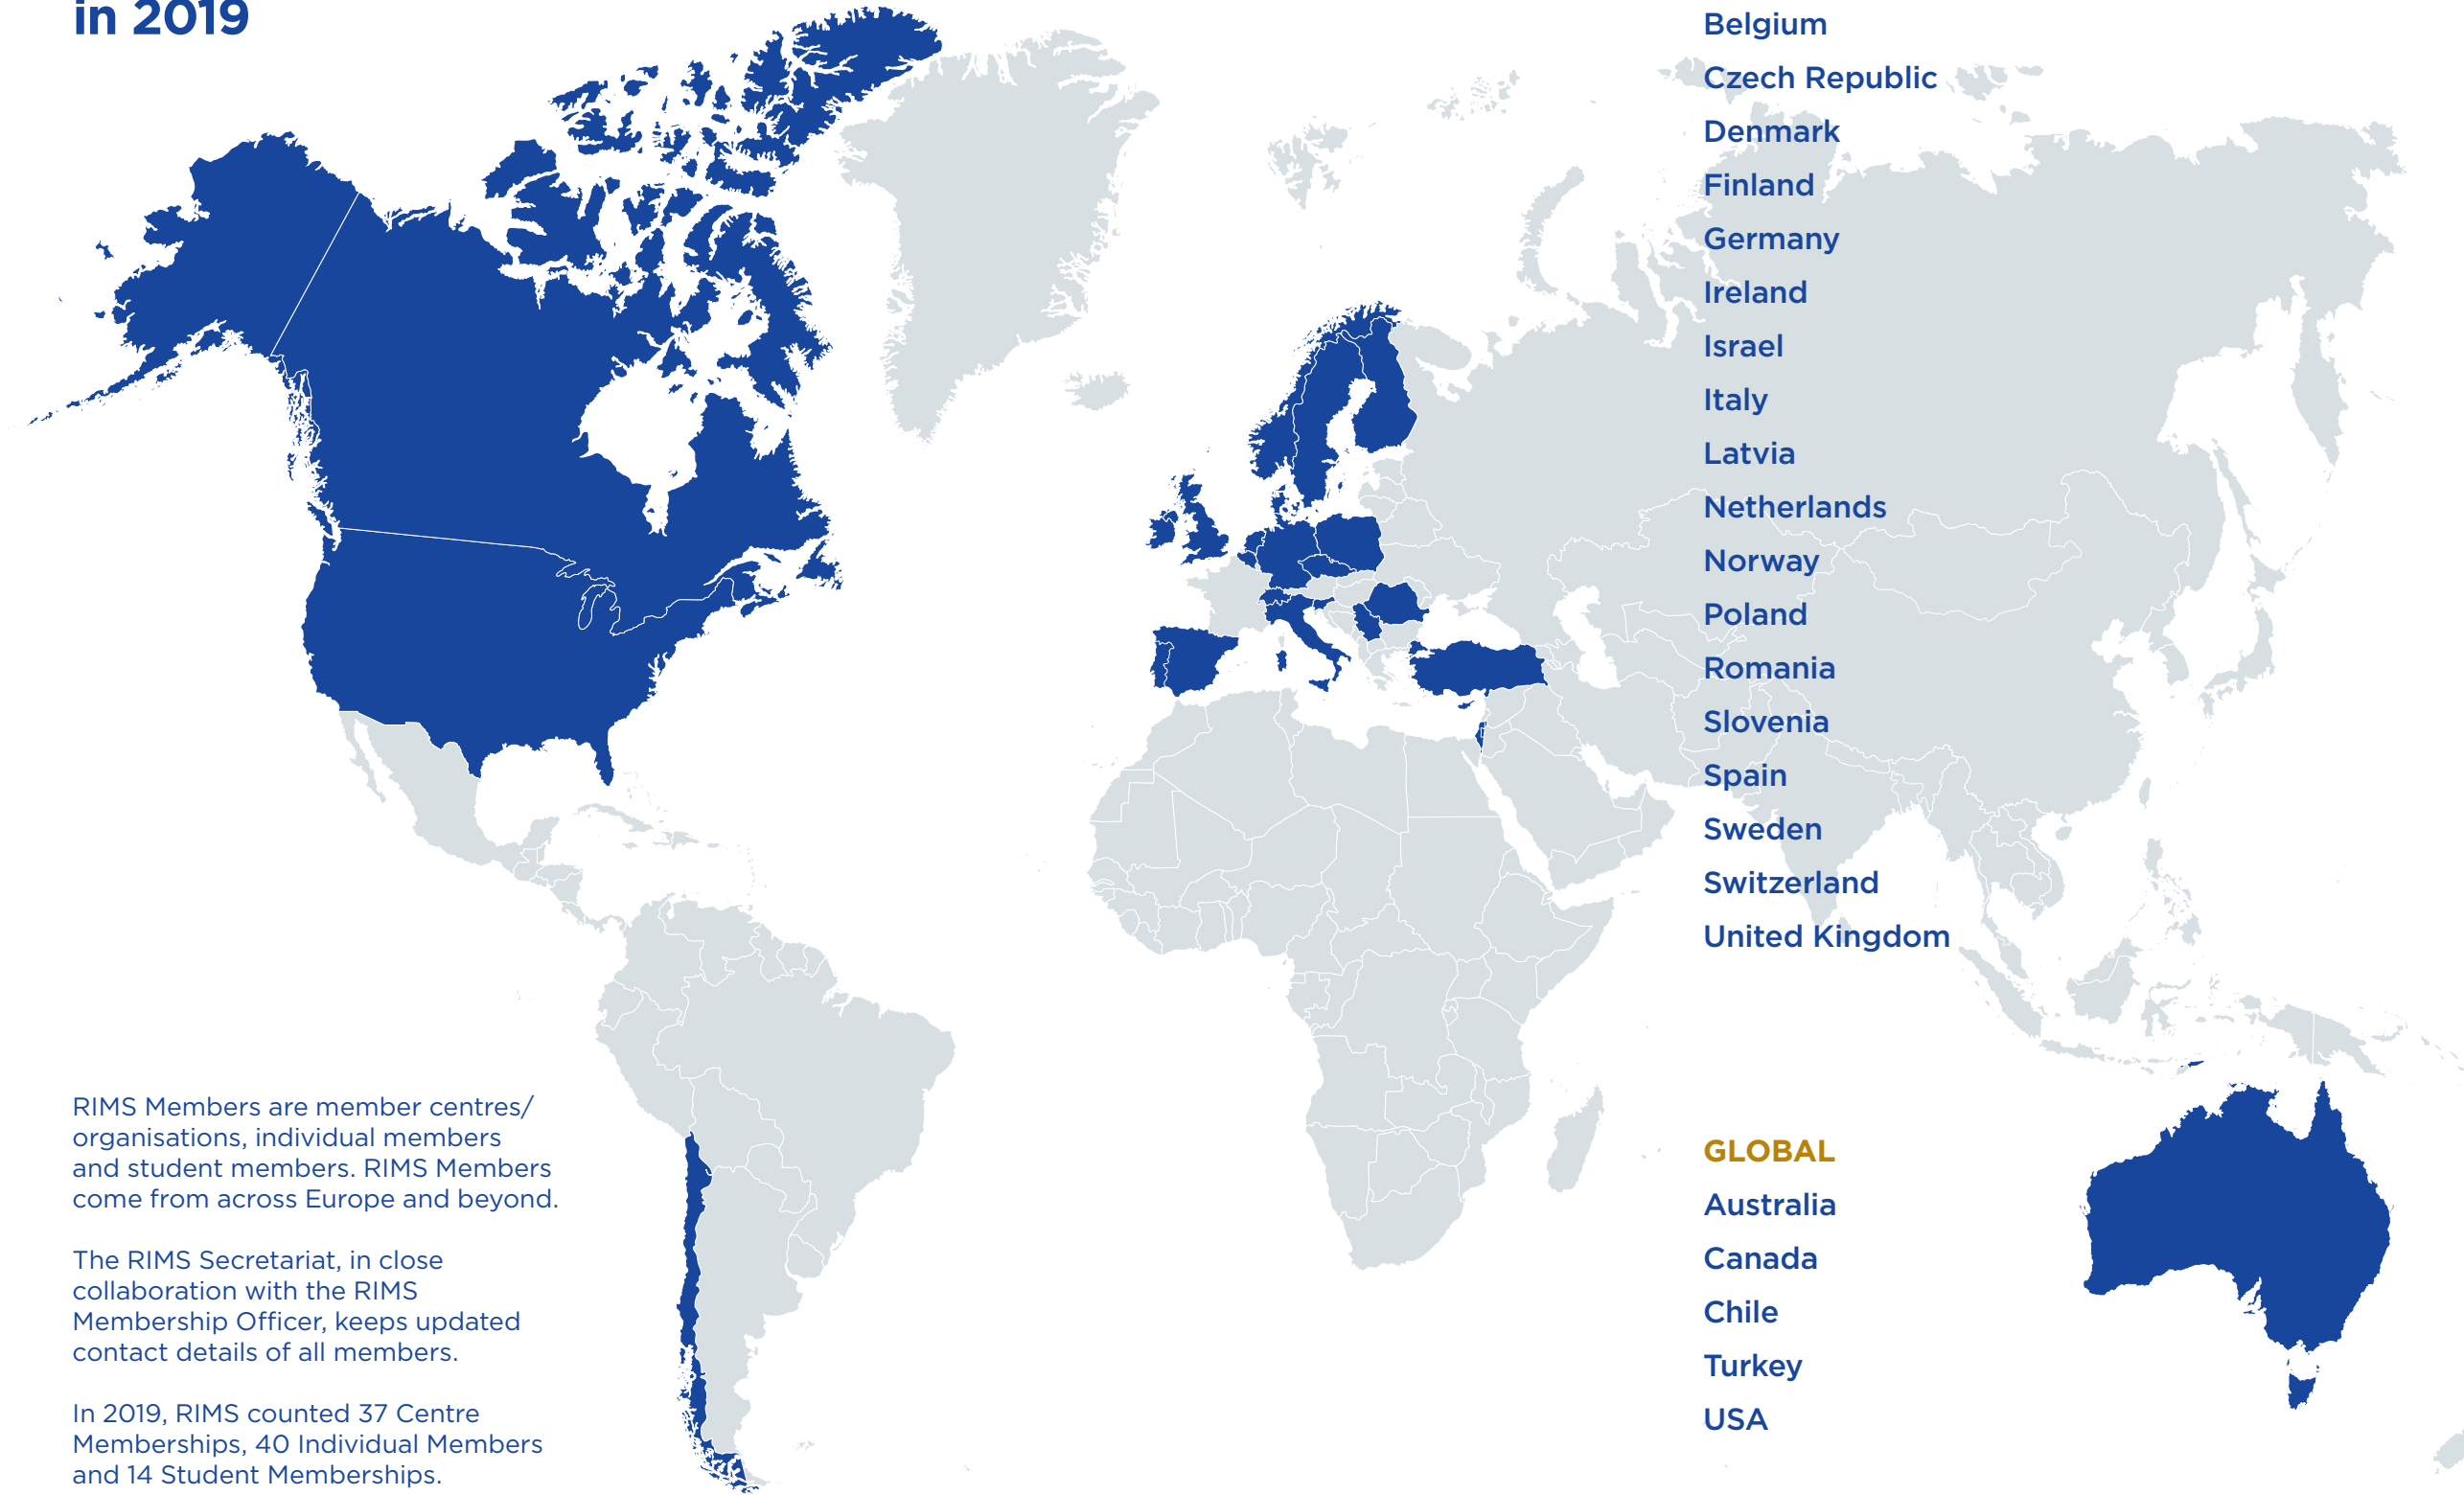 in 2019
RIMS Members are member centres/
organisations, individual members
and student members. RIMS Members
come from across Europe and beyond.
The RIMS Secretariat, in close
collaboration with the RIMS
Membership Officer, keeps updated
contact details of all members.
In 2019, RIMS counted 37 Centre
Memberships, 40 Individual Members
and 14 Student Memberships.
Belgium
Czech Republic
Denmark
Finland
Germany
Ireland
Israel
Italy
Latvia
Netherlands
Norway
Poland
Romania
Slovenia
Spain
Sweden
Switzerland
United Kingdom
GLOBAL
Australia
Canada
Chile
Turkey
USA